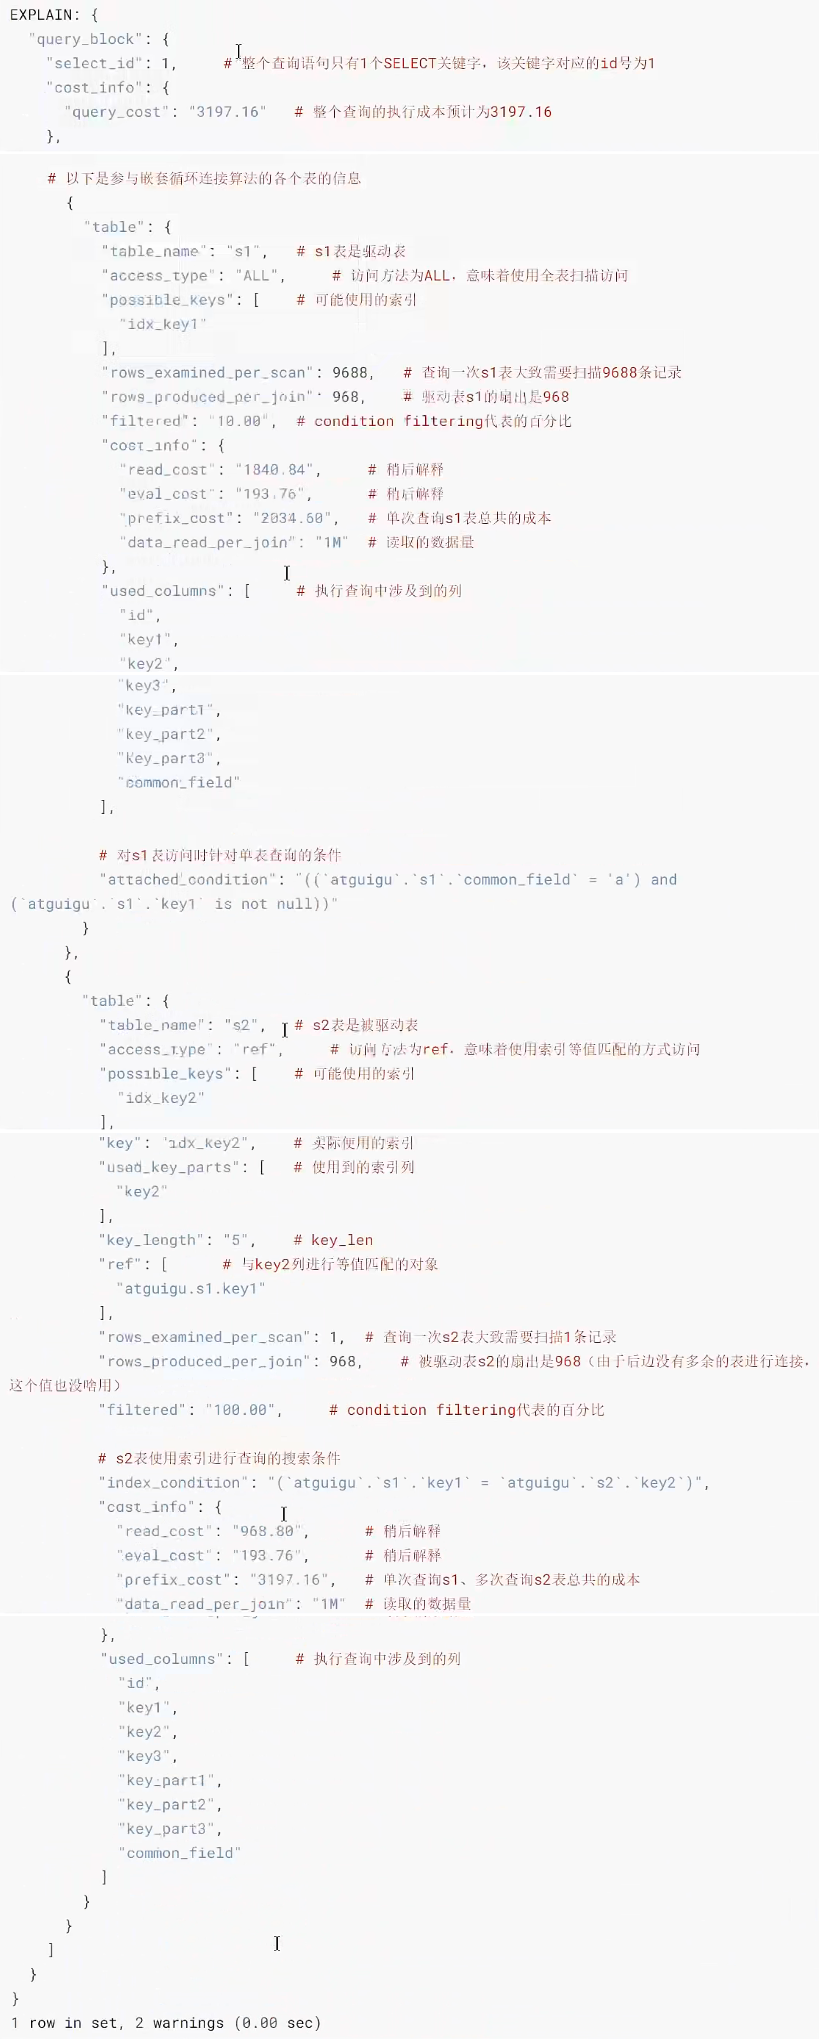 EXPLAIN: {
"query_block": {
"select_id": 1, # 整个查询语句只有1个SELECT关键字，该关键字对应的id号为1
"cost_info": {
"query_cost": "3197.16" # 整个查询的执行成本预计为3197.16
},
# 以下是参与嵌套循环连接算法的各个表的信息
{
"table": {
"table_name": "s1", # s1表是驱动表
"access_type": "ALL", # 访问方法为ALL，意味着使用全表扫描访问
"possible_keys": [ # 可能使用的索引
"idx_key1"
],
"rows_examined_per_scan": 9688, # 查询一次s1表大致需要扫描9688条记录
"rows_produced_per_join": 968, # 驱动表s1的扇出是968
"filtered": "10.00", # condition filtering代表的百分比
"cost_info": {
"read_cost": "1840.84", # 稍后解释
"eval_cost": "193.76", # 稍后解释
"prefix_cost": "2034.60", # 单次查询s1表总共的成本
"data_read_per_join": "1M" # 读取的数据量
},
"used_columns": [ # 执行查询中涉及到的列
"id",
"key1",
"key2",
"key3",
"key_part1",
"key_part2",
"key_part3",
"common_field"
],
# 对s1表访问时针对单表查询的条件
"attached_condition": "((`atguigu`.`s1`.`common_field` = 'a') and
(`atguigu`.`s1`.`key1` is not null))"
}
},
{
"table": {
"table_name": "s2", # s2表是被驱动表
"access_type": "ref", # 访问方法为ref，意味着使用索引等值匹配的方式访问
"possible_keys": [ # 可能使用的索引
"idx_key2"
],
"key": "idx_key2", # 实际使用的索引
"used_key_parts": [ # 使用到的索引列
"key2"
],
"key_length": "5", # key_len
"ref": [ # 与key2列进行等值匹配的对象
"atguigu.s1.key1"
],
"rows_examined_per_scan": 1, # 查询一次s2表大致需要扫描1条记录
"rows_produced_per_join": 968, # 被驱动表s2的扇出是968（由于后边没有多余的表进行连接，
这个值也没啥用）
"filtered": "100.00", # condition filtering代表的百分比
# s2表使用索引进行查询的搜索条件
"index_condition": "(`atguigu`.`s1`.`key1` = `atguigu`.`s2`.`key2`)",
"cost_info": {
"read_cost": "968.80", # 稍后解释
"eval_cost": "193.76", # 稍后解释
"prefix_cost": "3197.16", # 单次查询s1、多次查询s2表总共的成本
"data_read_per_join": "1M" # 读取的数据量
},
"used_columns": [ # 执行查询中涉及到的列
"id",
"key1",
"key2",
"key3",
"key_part1",
"key_part2",
"key_part3",
"common_field"
]
}
}
]
}
}
1 row in set, 2 warnings (0.00 sec)